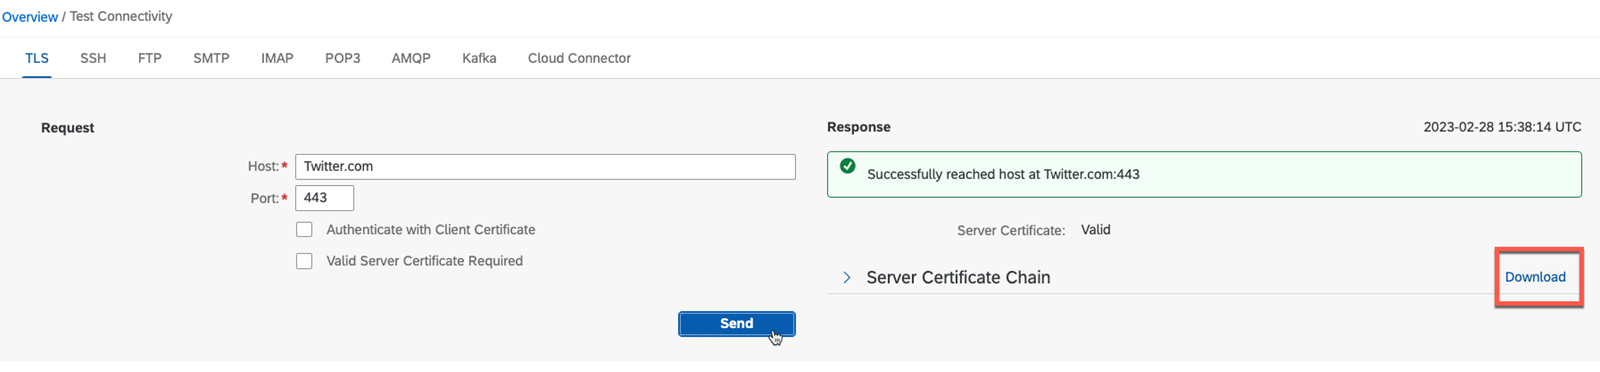 Overview / Test Connectivity
TLS SSH FTP SMTP IMAP POP3 AMQP Kafka Cloud Connector
Request
Host:* Twitter.com
Port:* 443
Authenticate with Client Certificate
Valid Server Certificate Required
Send
Response 2023-02-28 15:38:14 UTC
Successfully reached host at Twitter.com:443
Server Certificate: Valid
Server Certificate Chain Download